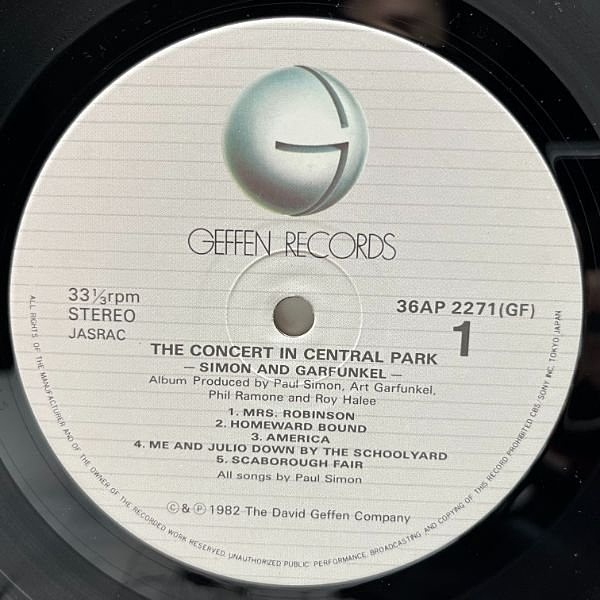 GEFFEN RECORDS
33⅓rpm
STEREO
JASRAC
36AP 2271(GF)
1
THE CONCERT IN CENTRAL PARK
— SIMON AND GARFUNKEL —
Album Produced by Paul Simon, Art Garfunkel,
Phil Ramone and Roy Halee
1. MRS. ROBINSON
2. HOMEWARD BOUND
3. AMERICA
4. ME AND JULIO DOWN BY THE SCHOOLYARD
5. SCABOROUGH FAIR
All songs by Paul Simon
©&℗ 1982 The David Geffen Company
ALL RIGHTS OF THE MANUFACTURER AND OF THE OWNER OF THE RECORDED WORK RESERVED. UNAUTHORIZED PUBLIC PERFORMANCE, BROADCASTING AND COPYING OF THIS RECORD PROHIBITED CBS/SONY INC. TOKYO JAPAN